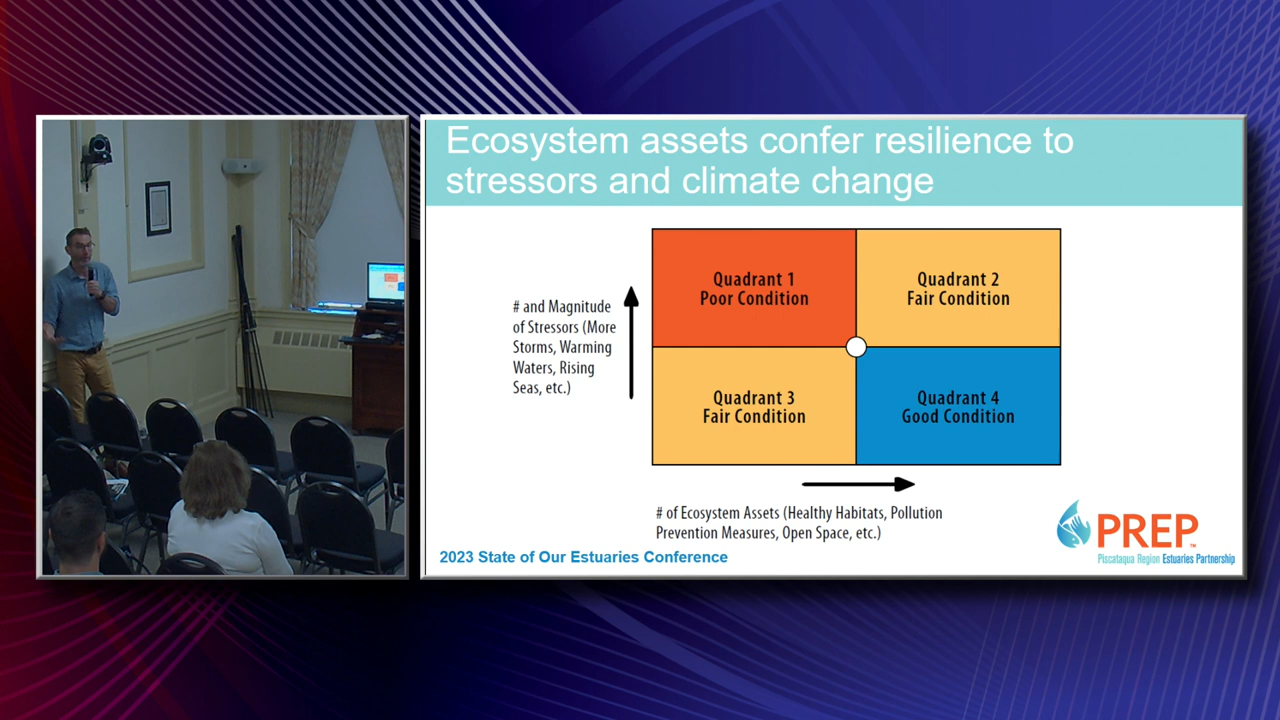 Ecosystem assets confer resilience to
stressors and climate change
Quadrant 1
Poor Condition
Quadrant 2
Fair Condition
# and Magnitude
of Stressors (More
Storms, Warming
Waters, Rising
Seas, etc.)
Quadrant 3
Fair Condition
Quadrant 4
Good Condition
# of Ecosystem Assets (Healthy Habitats, Pollution
Prevention Measures, Open Space, etc.)
2023 State of Our Estuaries Conference
PREP™
Piscataqua Region Estuaries Partnership